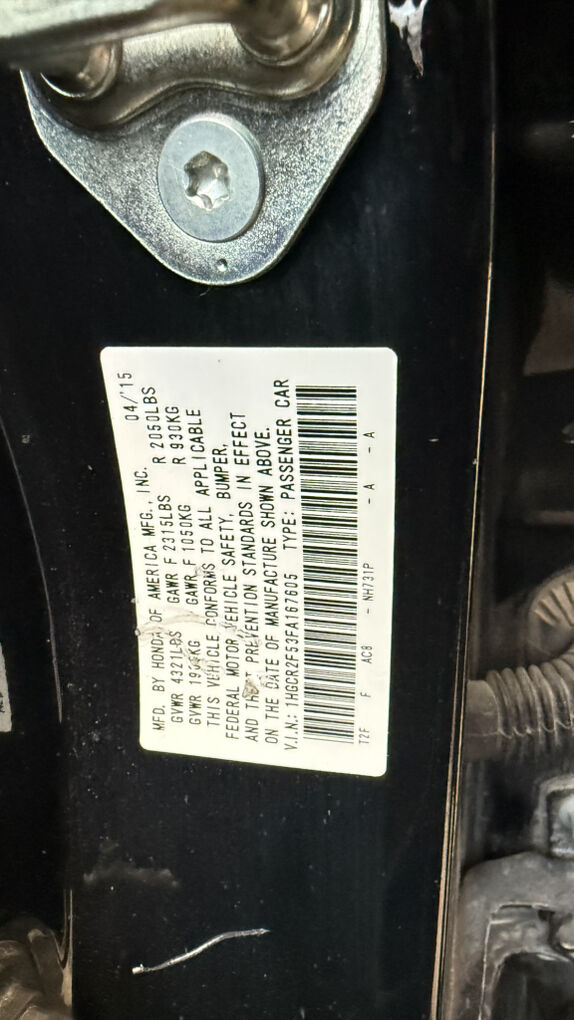 MFD. BY HONDA OF AMERICA MFG., INC. 04/'15
GVWR 4321LBS GAWR F 2315LBS R 2050LBS
GVWR KG GAWR F 1050KG R 930KG
THIS VEHICLE CONFORMS TO ALL APPLICABLE
FEDERAL MOTOR VEHICLE SAFETY, BUMPER,
AND THEFT PREVENTION STANDARDS IN EFFECT
ON THE DATE OF MANUFACTURE SHOWN ABOVE.
V.I.N.: 1HGCR2F53FA167605 TYPE: PASSENGER CAR
T2F F AC8 - NH731P - A - A